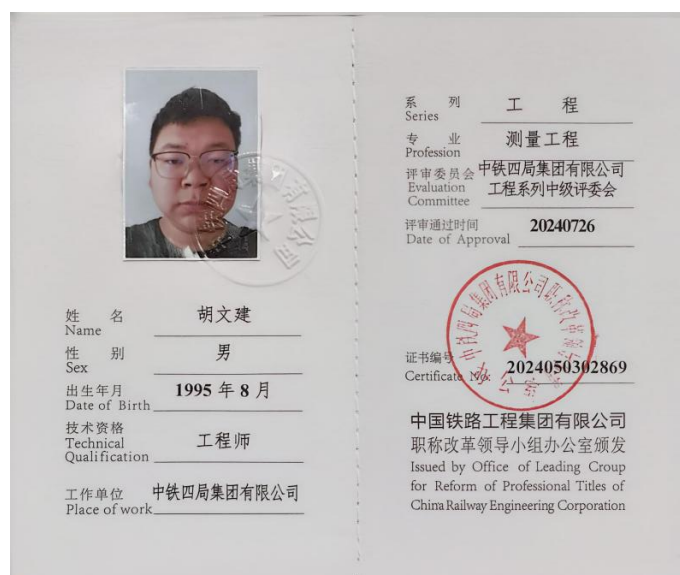 姓 名 胡文建
Name
性 别 男
Sex
出生年月 1995 年 8 月
Date of Birth
技术资格
Technical 工程师
Qualification
工作单位 中铁四局集团有限公司
Place of work
系 列 工 程
Series
专 业 测量工程
Profession
评审委员会 中铁四局集团有限公司
Evaluation 工程系列中级评委会
Committee
评审通过时间 20240726
Date of Approval
证书编号
Certificate No: 2024050302869
中国铁路工程集团有限公司
职称改革领导小组办公室颁发
Issued by Office of Leading Croup
for Reform of Professional Titles of
China Railway Engineering Corporation